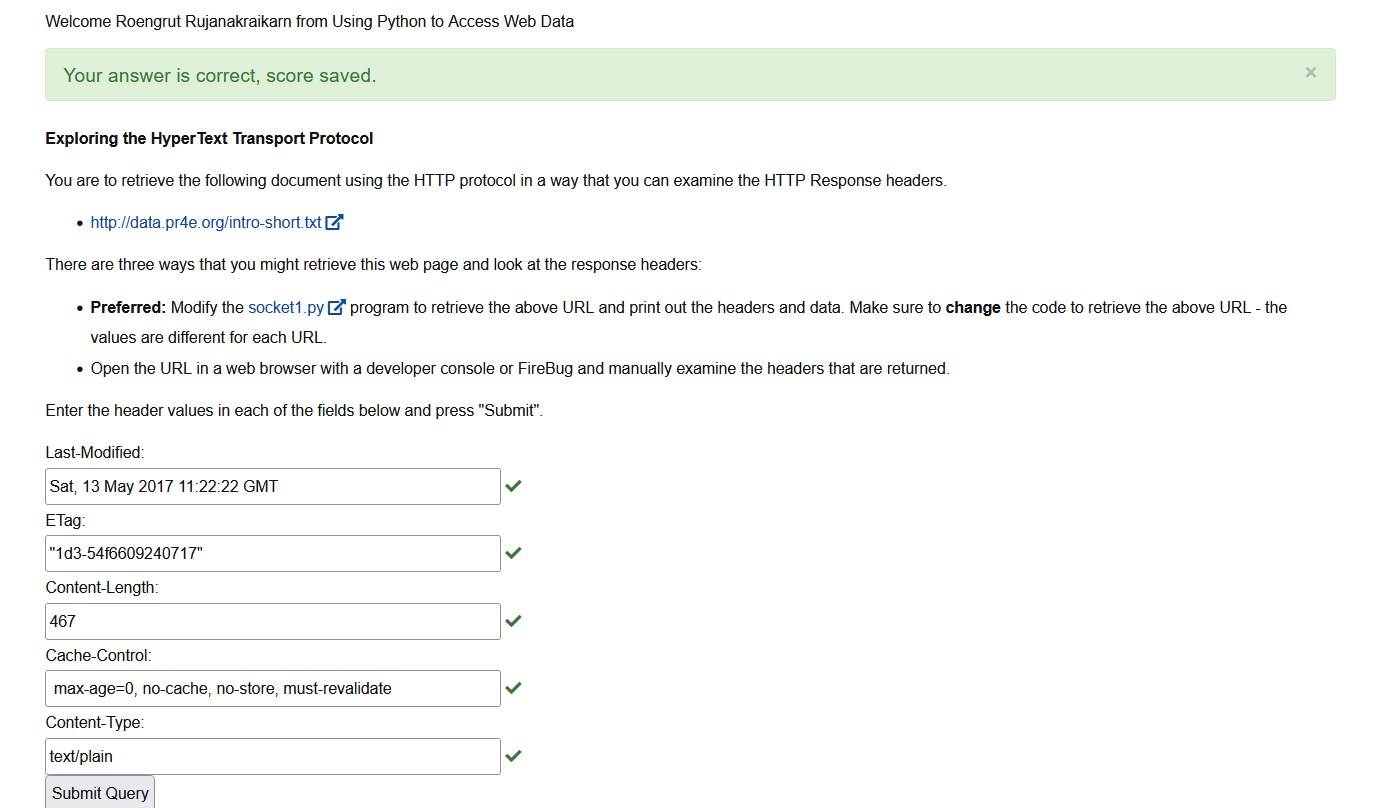 Welcome Roengrut Rujanakraikarn from Using Python to Access Web Data
Your answer is correct, score saved.
×
Exploring the HyperText Transport Protocol
You are to retrieve the following document using the HTTP protocol in a way that you can examine the HTTP Response headers.
• http://data.pr4e.org/intro-short.txt
There are three ways that you might retrieve this web page and look at the response headers:
• Preferred: Modify the socket1.py program to retrieve the above URL and print out the headers and data. Make sure to change the code to retrieve the above URL - the
values are different for each URL.
• Open the URL in a web browser with a developer console or FireBug and manually examine the headers that are returned.
Enter the header values in each of the fields below and press "Submit".
Last-Modified:
Sat, 13 May 2017 11:22:22 GMT
ETag:
"1d3-54f6609240717"
Content-Length:
467
Cache-Control:
max-age=0, no-cache, no-store, must-revalidate
Content-Type:
text/plain
Submit Query